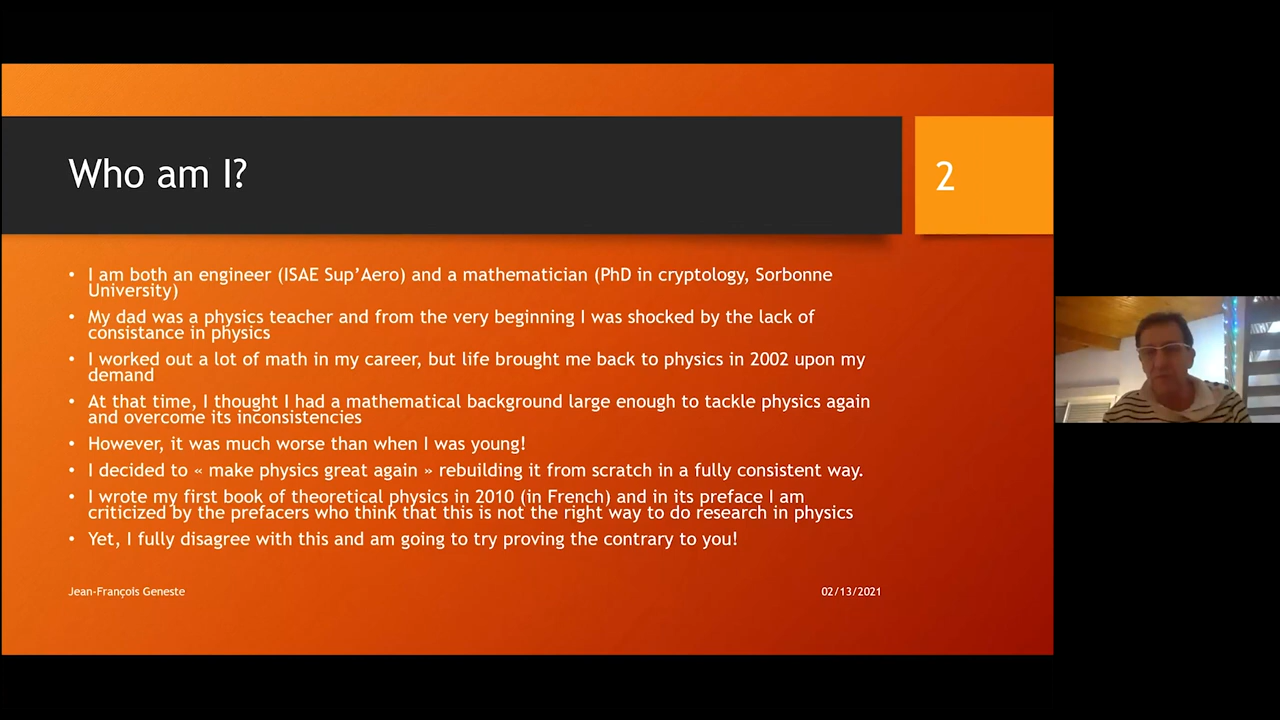 Who am I?
2
• I am both an engineer (ISAE Sup'Aero) and a mathematician (PhD in cryptology, Sorbonne
University)
• My dad was a physics teacher and from the very beginning I was shocked by the lack of
consistance in physics
• I worked out a lot of math in my career, but life brought me back to physics in 2002 upon my
demand
• At that time, I thought I had a mathematical background large enough to tackle physics again
and overcome its inconsistencies
• However, it was much worse than when I was young!
• I decided to « make physics great again » rebuilding it from scratch in a fully consistent way.
• I wrote my first book of theoretical physics in 2010 (in French) and in its preface I am
criticized by the prefacers who think that this is not the right way to do research in physics
• Yet, I fully disagree with this and am going to try proving the contrary to you!
Jean-François Geneste
02/13/2021